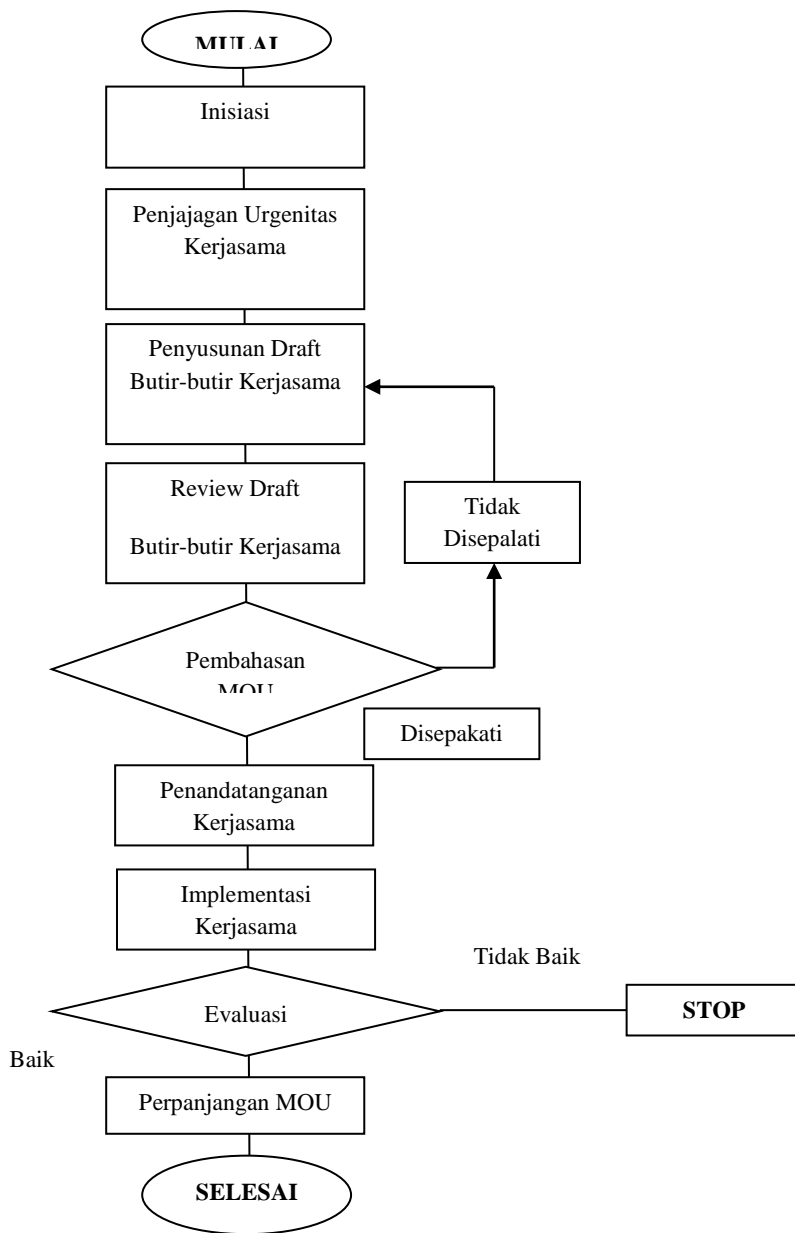 MULAI
Inisiasi
Penjajagan Urgenitas
Kerjasama
Penyusunan Draft
Butir-butir Kerjasama
Review Draft
Butir-butir Kerjasama
Tidak
Disepalati
Pembahasan
MOU
Disepakati
Penandatanganan
Kerjasama
Implementasi
Kerjasama
Tidak Baik
Evaluasi
STOP
Baik
Perpanjangan MOU
SELESAI